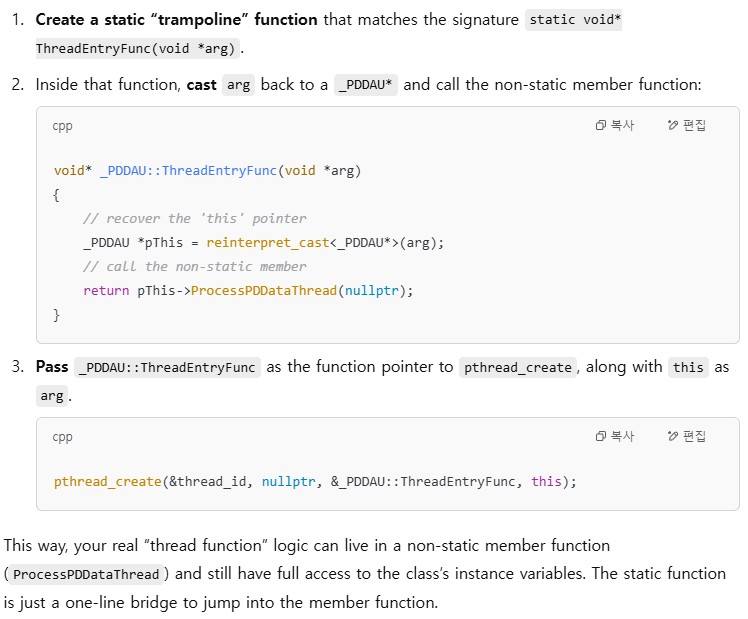 1. Create a static “trampoline” function that matches the signature static void*
ThreadEntryFunc(void *arg) .
2. Inside that function, cast arg back to a _PDDAU* and call the non-static member function:
cpp 복사 편집
void* _PDDAU::ThreadEntryFunc(void *arg)
{
// recover the 'this' pointer
_PDDAU *pThis = reinterpret_cast<_PDDAU*>(arg);
// call the non-static member
return pThis->ProcessPDDataThread(nullptr);
}
3. Pass _PDDAU::ThreadEntryFunc as the function pointer to pthread_create , along with this as
arg .
cpp 복사 편집
pthread_create(&thread_id, nullptr, &_PDDAU::ThreadEntryFunc, this);
This way, your real “thread function” logic can live in a non-static member function
( ProcessPDDataThread ) and still have full access to the class’s instance variables. The static function
is just a one-line bridge to jump into the member function.